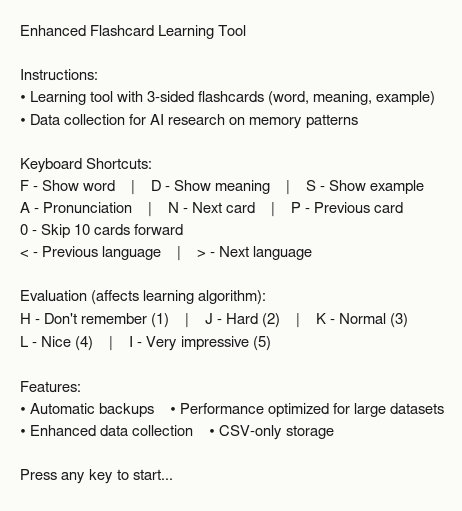 Enhanced Flashcard Learning Tool
Instructions:
• Learning tool with 3-sided flashcards (word, meaning, example)
• Data collection for AI research on memory patterns
Keyboard Shortcuts:
F - Show word | D - Show meaning | S - Show example
A - Pronunciation | N - Next card | P - Previous card
0 - Skip 10 cards forward
< - Previous language | > - Next language
Evaluation (affects learning algorithm):
H - Don't remember (1) | J - Hard (2) | K - Normal (3)
L - Nice (4) | I - Very impressive (5)
Features:
• Automatic backups • Performance optimized for large datasets
• Enhanced data collection • CSV-only storage
Press any key to start...